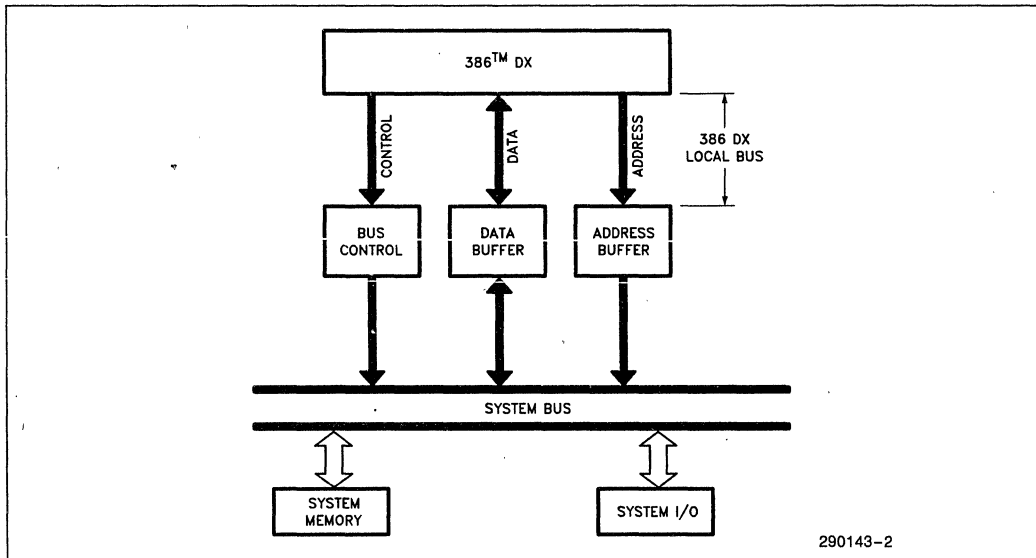 386™ DX
CONTROL
DATA
ADDRESS
386 DX
LOCAL BUS
BUS
CONTROL
DATA
BUFFER
ADDRESS
BUFFER
SYSTEM BUS
SYSTEM
MEMORY
SYSTEM I/O
290143-2